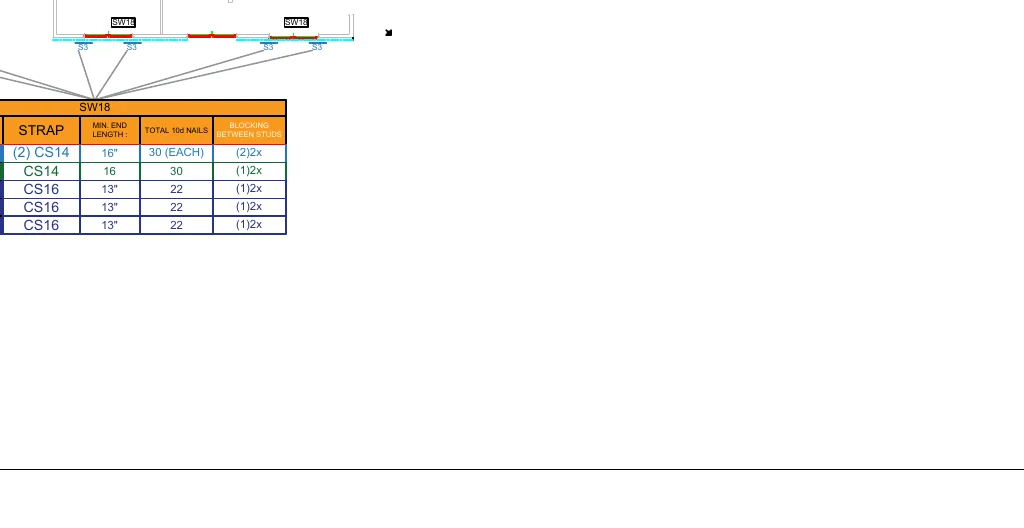 SW18 SW18
S3 S3 S3 S3
SW18
STRAP MIN. END LENGTH : TOTAL 10d NAILS BLOCKING BETWEEN STUDS
(2) CS14 16" 30 (EACH) (2)2x
CS14 16 30 (1)2x
CS16 13" 22 (1)2x
CS16 13" 22 (1)2x
CS16 13" 22 (1)2x